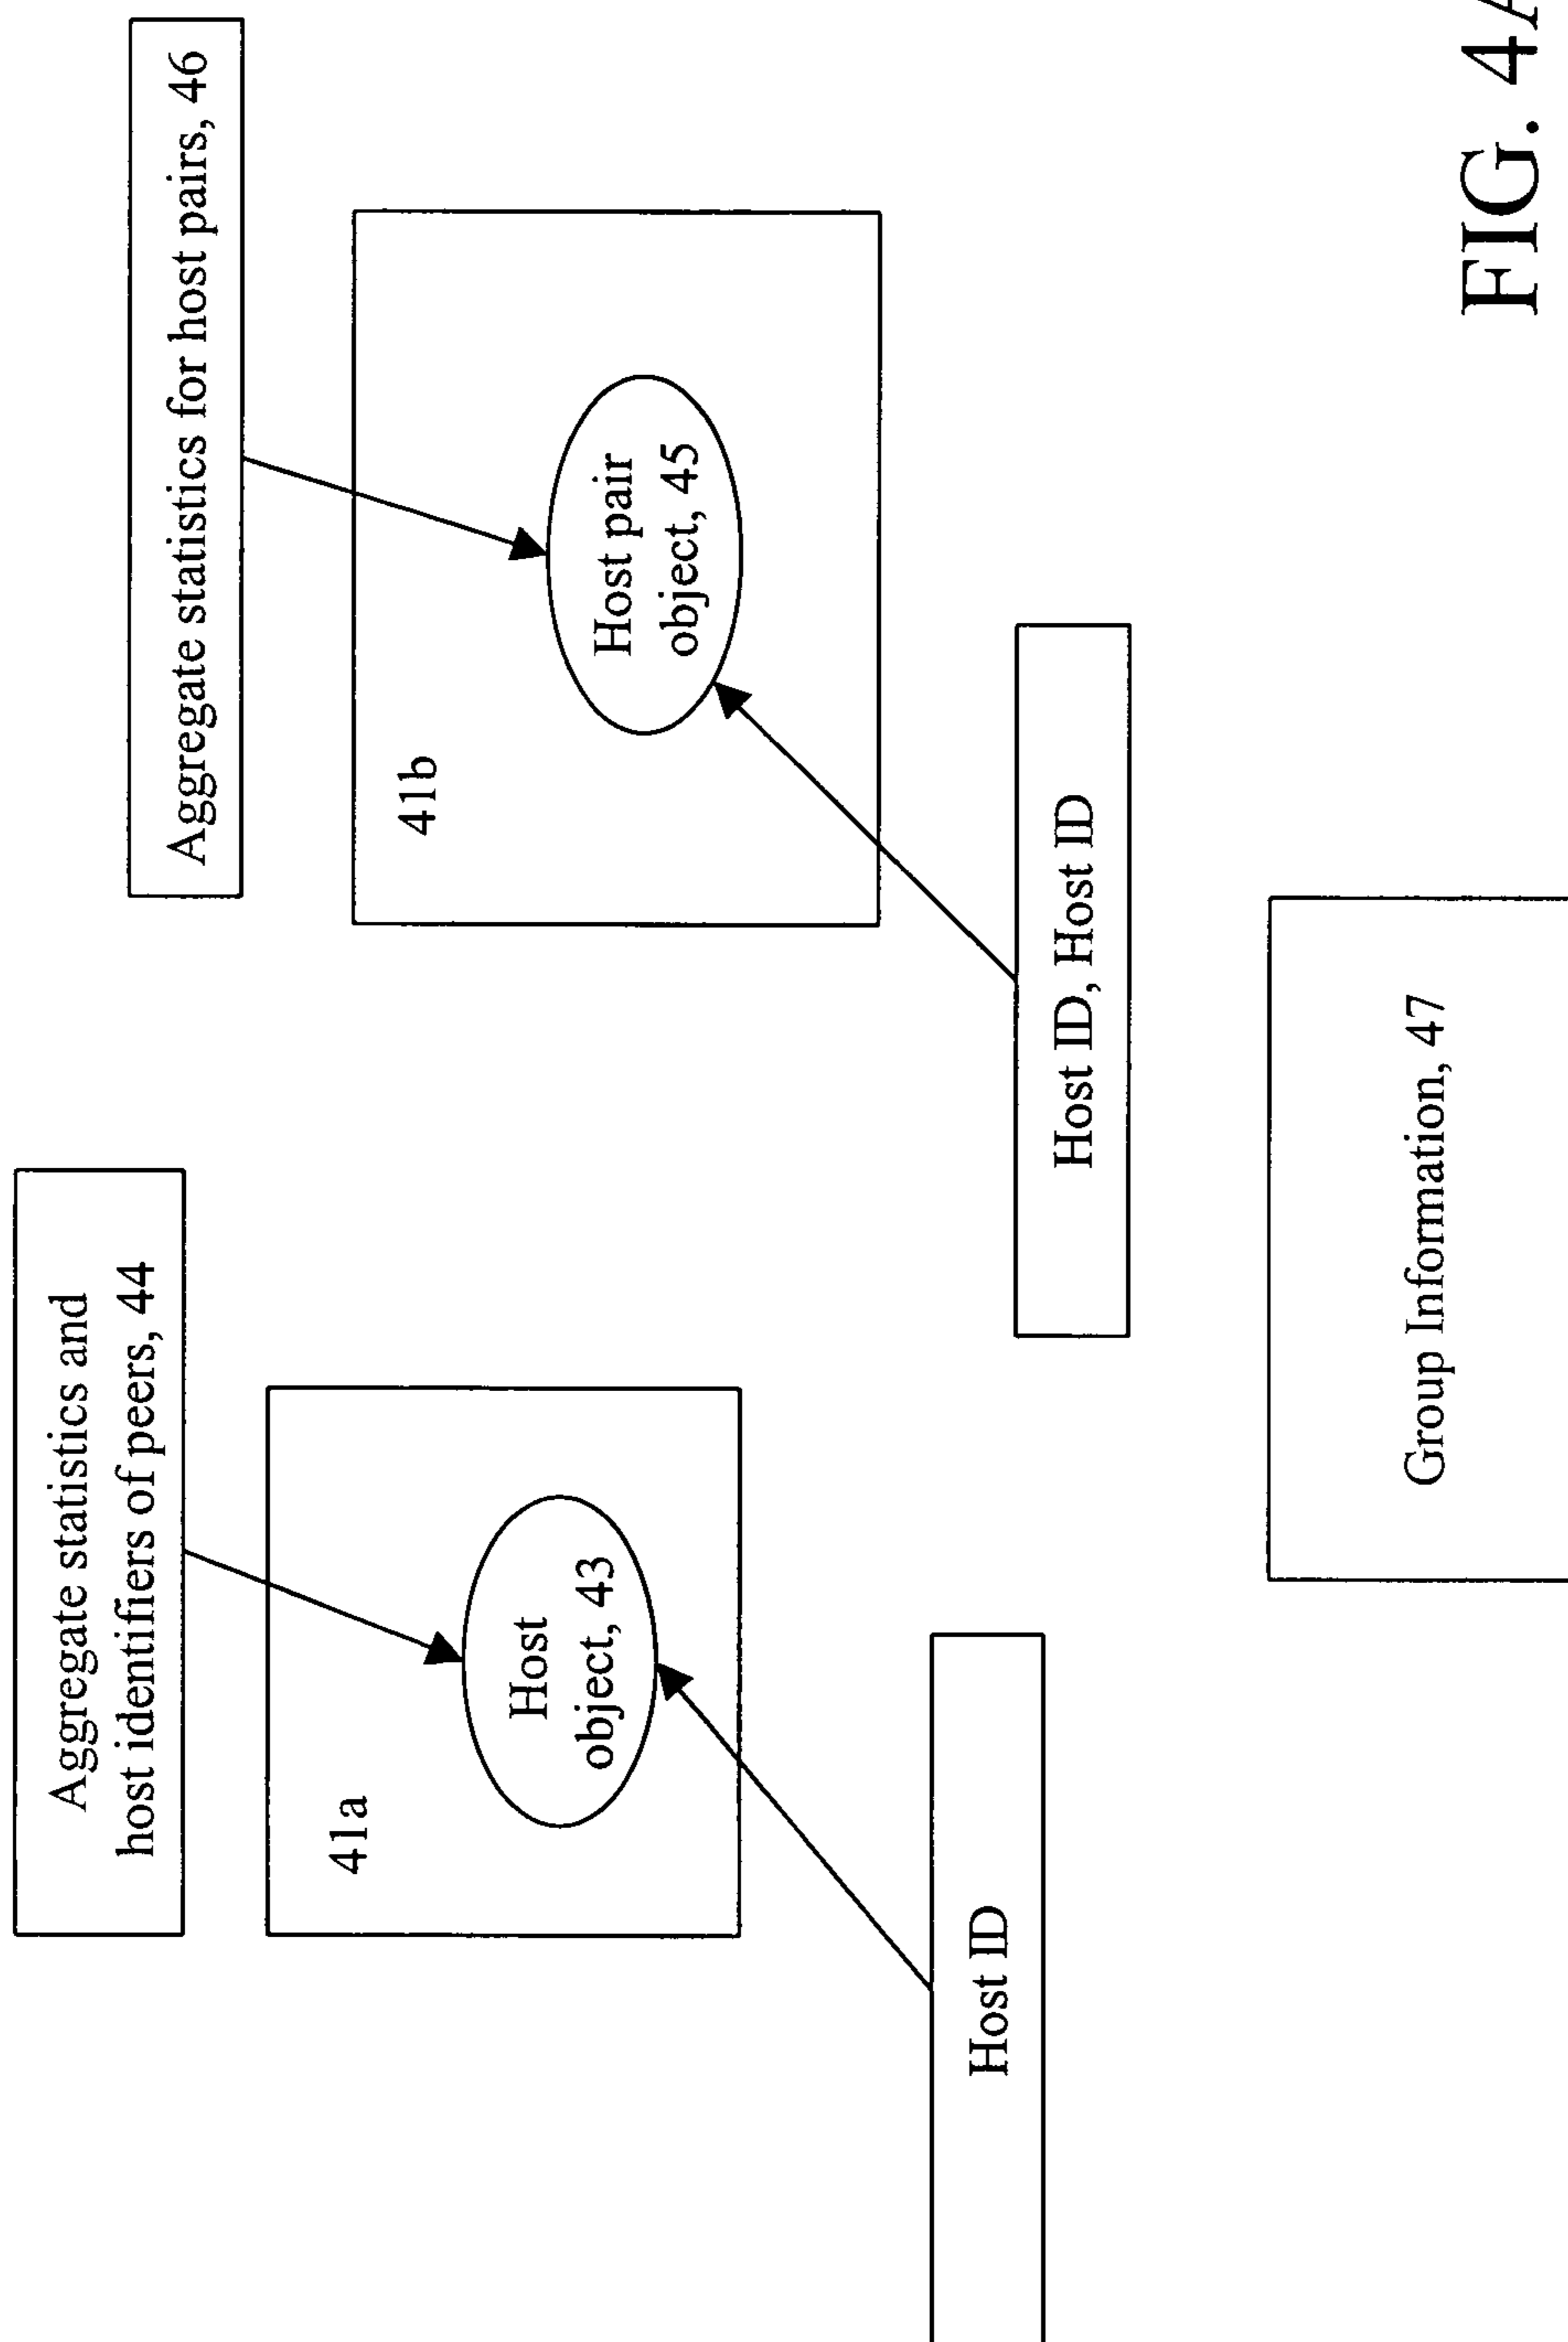 Aggregate statistics and
host identifiers of peers, 44
41a
Host
object, 43
Host ID
Aggregate statistics for host pairs, 46
41b
Host pair
object, 45
Host ID, Host ID
Group Information, 47
FIG. 4A